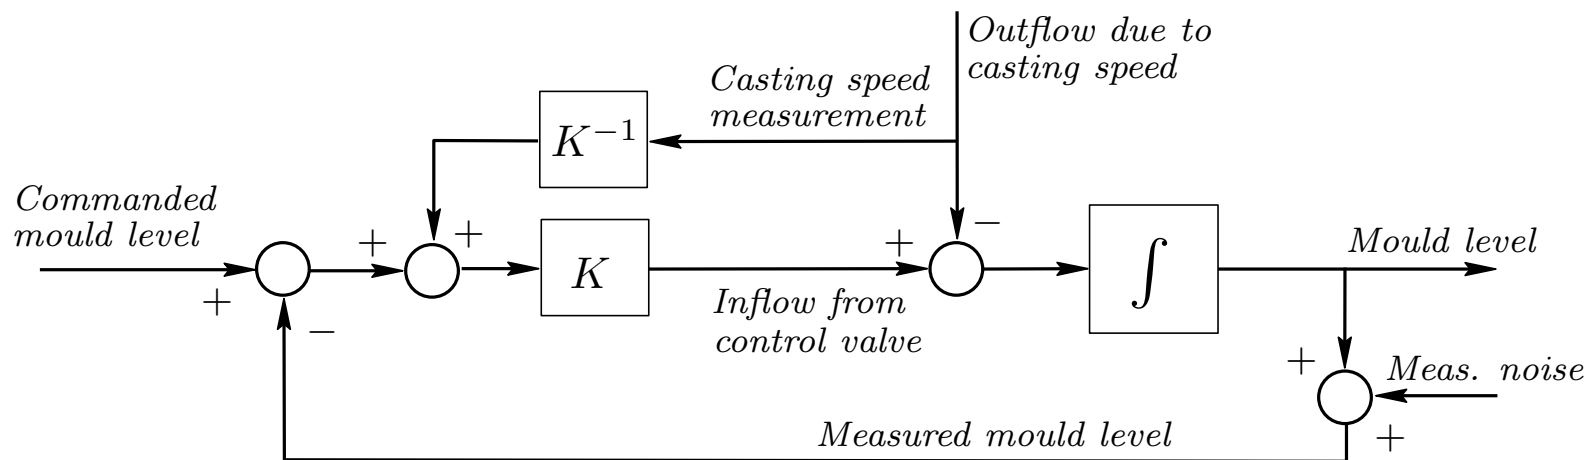 Outflow due to
casting speed
Casting speed
measurement
K⁻¹
Commanded
mould level
+
+
+
+
−
K
∫
Mould level
+
−
Inflow from
control valve
+
Meas. noise
Measured mould level
+